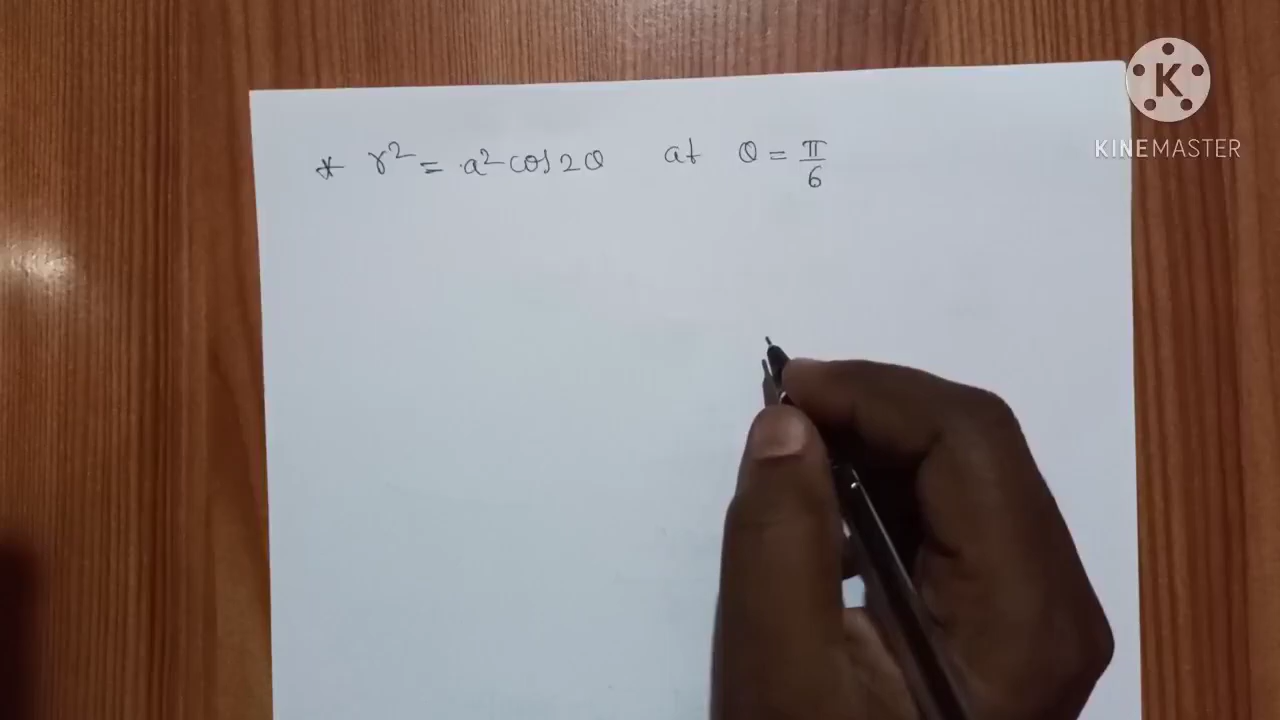 * r² = a² cos 2θ at θ = π/6
K
KINEMASTER